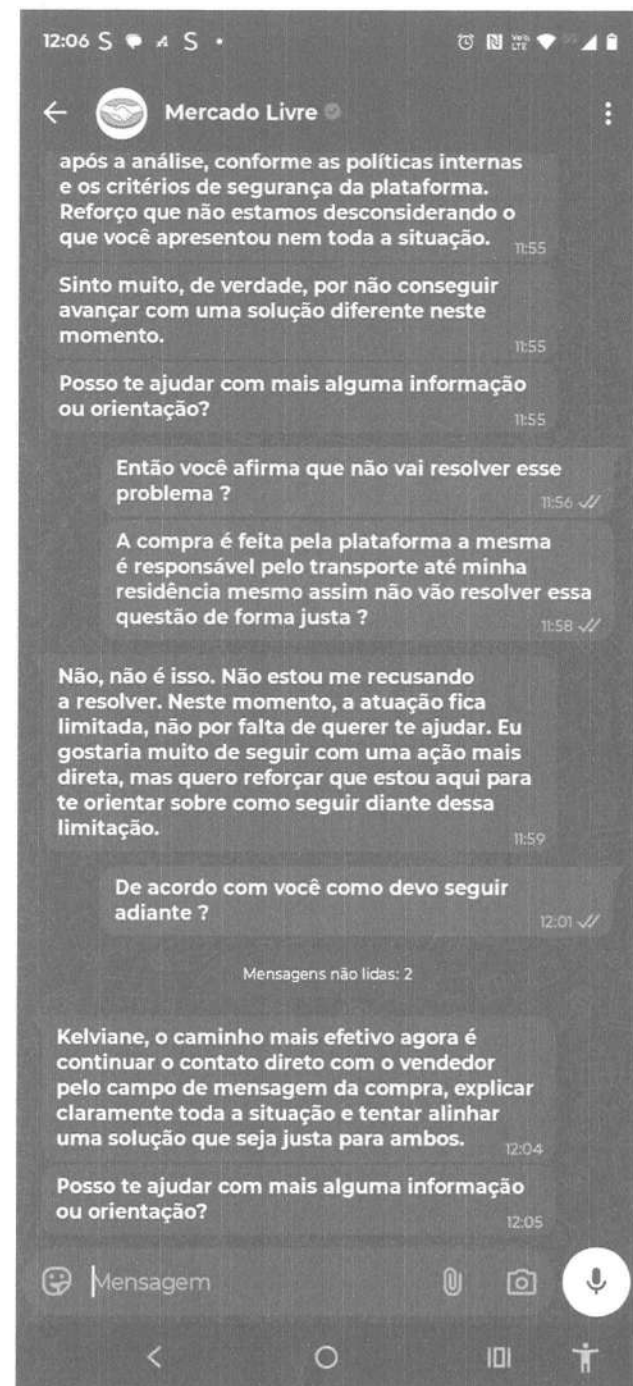 12:06 S
Mercado Livre
após a análise, conforme as políticas internas
e os critérios de segurança da plataforma.
Reforço que não estamos desconsiderando o
que você apresentou nem toda a situação.
11:55
Sinto muito, de verdade, por não conseguir
avançar com uma solução diferente neste
momento.
11:55
Posso te ajudar com mais alguma informação
ou orientação?
11:55
Então você afirma que não vai resolver esse
problema ?
11:56
A compra é feita pela plataforma a mesma
é responsável pelo transporte até minha
residência mesmo assim não vão resolver essa
questão de forma justa ?
11:58
Não, não é isso. Não estou me recusando
a resolver. Neste momento, a atuação fica
limitada, não por falta de querer te ajudar. Eu
gostaria muito de seguir com uma ação mais
direta, mas quero reforçar que estou aqui para
te orientar sobre como seguir diante dessa
limitação.
11:59
De acordo com você como devo seguir
adiante ?
12:01
Mensagens não lidas: 2
Kelviane, o caminho mais efetivo agora é
continuar o contato direto com o vendedor
pelo campo de mensagem da compra, explicar
claramente toda a situação e tentar alinhar
uma solução que seja justa para ambos.
12:04
Posso te ajudar com mais alguma informação
ou orientação?
12:05
Mensagem